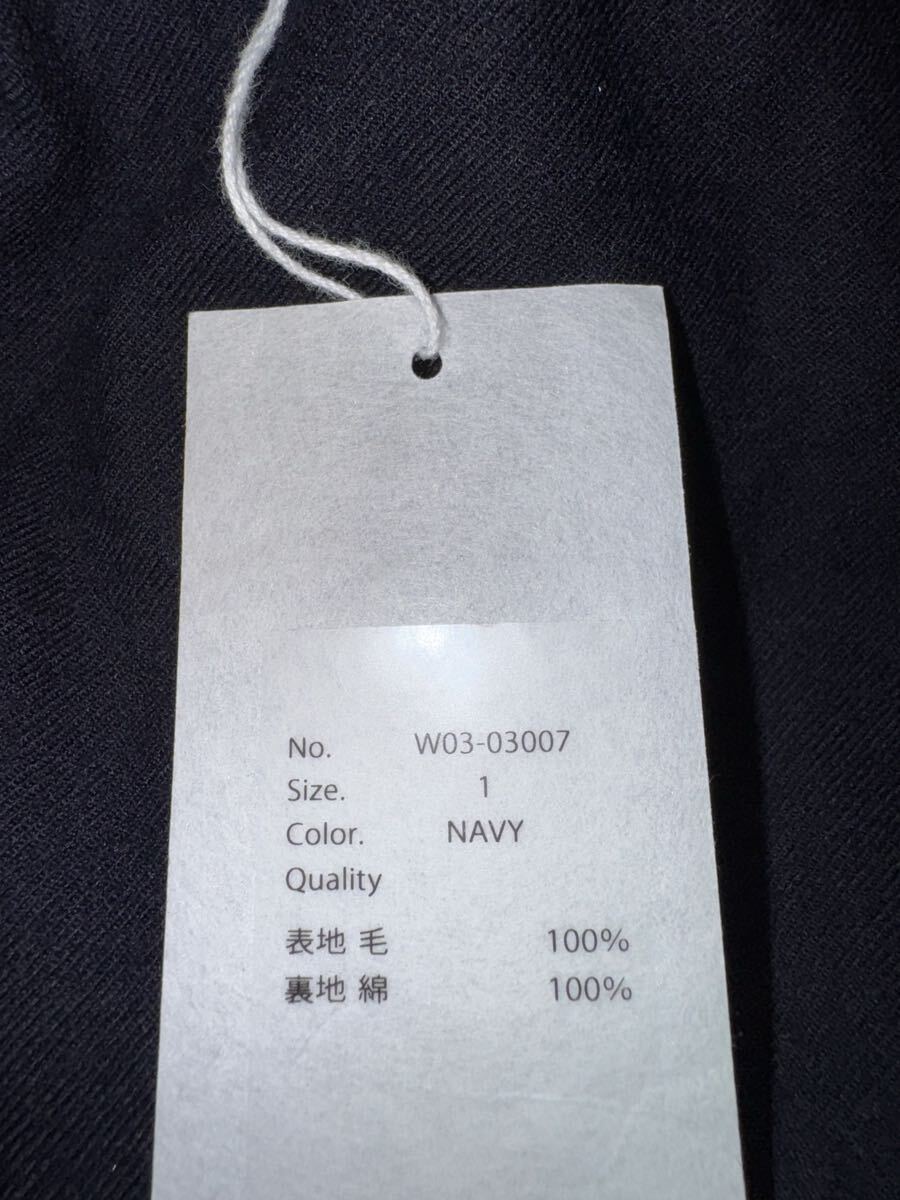 No. W03-03007
Size. 1
Color. NAVY
Quality
表地 毛 100%
裏地 綿 100%